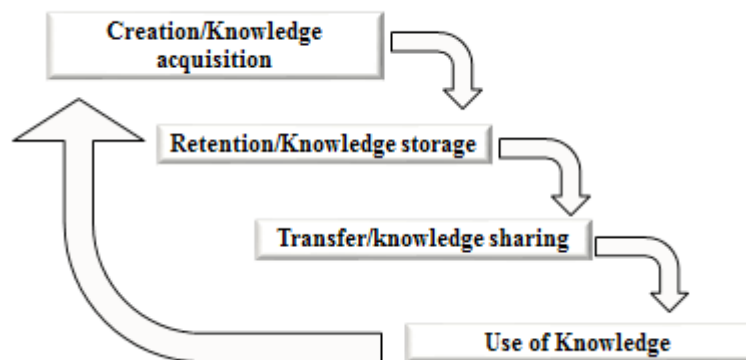 Creation/Knowledge
acquisition
Retention/Knowledge storage
Transfer/knowledge sharing
Use of Knowledge